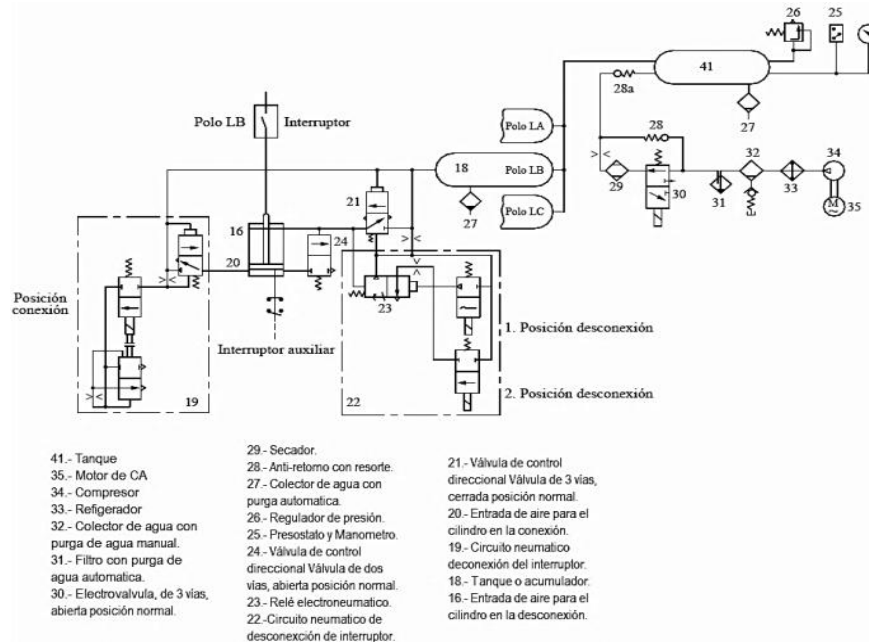 26
25
41
28a
27
28
34
32
33
29
30
31
M
35
Polo LB
Interruptor
Polo LA
18
Polo LB
27
Polo LC
21
16
24
20
23
Posición
conexión
1. Posición desconexión
Interruptor auxiliar
2. Posición desconexión
19
22
41.- Tanque
35.- Motor de CA
34.- Compresor
33.- Refigerador
32.- Colector de agua con
purga de agua manual.
31.- Filtro con purga de
agua automatica.
30.- Electrovalvula, de 3 vías,
abierta posición normal.
29.- Secador.
28.- Anti-retorno con resorte.
27.- Colector de agua con
purga automatica.
26.- Regulador de presión.
25.- Presostato y Manometro.
24.- Válvula de control
direccional Válvula de dos
vías, abierta posición normal.
23.- Relé electroneumatico.
22.-Circuito neumatico de
desconexción de interruptor.
21.- Válvula de control
direccional Válvula de 3 vías,
cerrada posición normal.
20.- Entrada de aire para el
cilindro en la conexión.
19.- Circuito neumatico
deconexión del interruptor.
18.- Tanque o acumulador.
16.- Entrada de aire para el
cilindro en la desconexión.